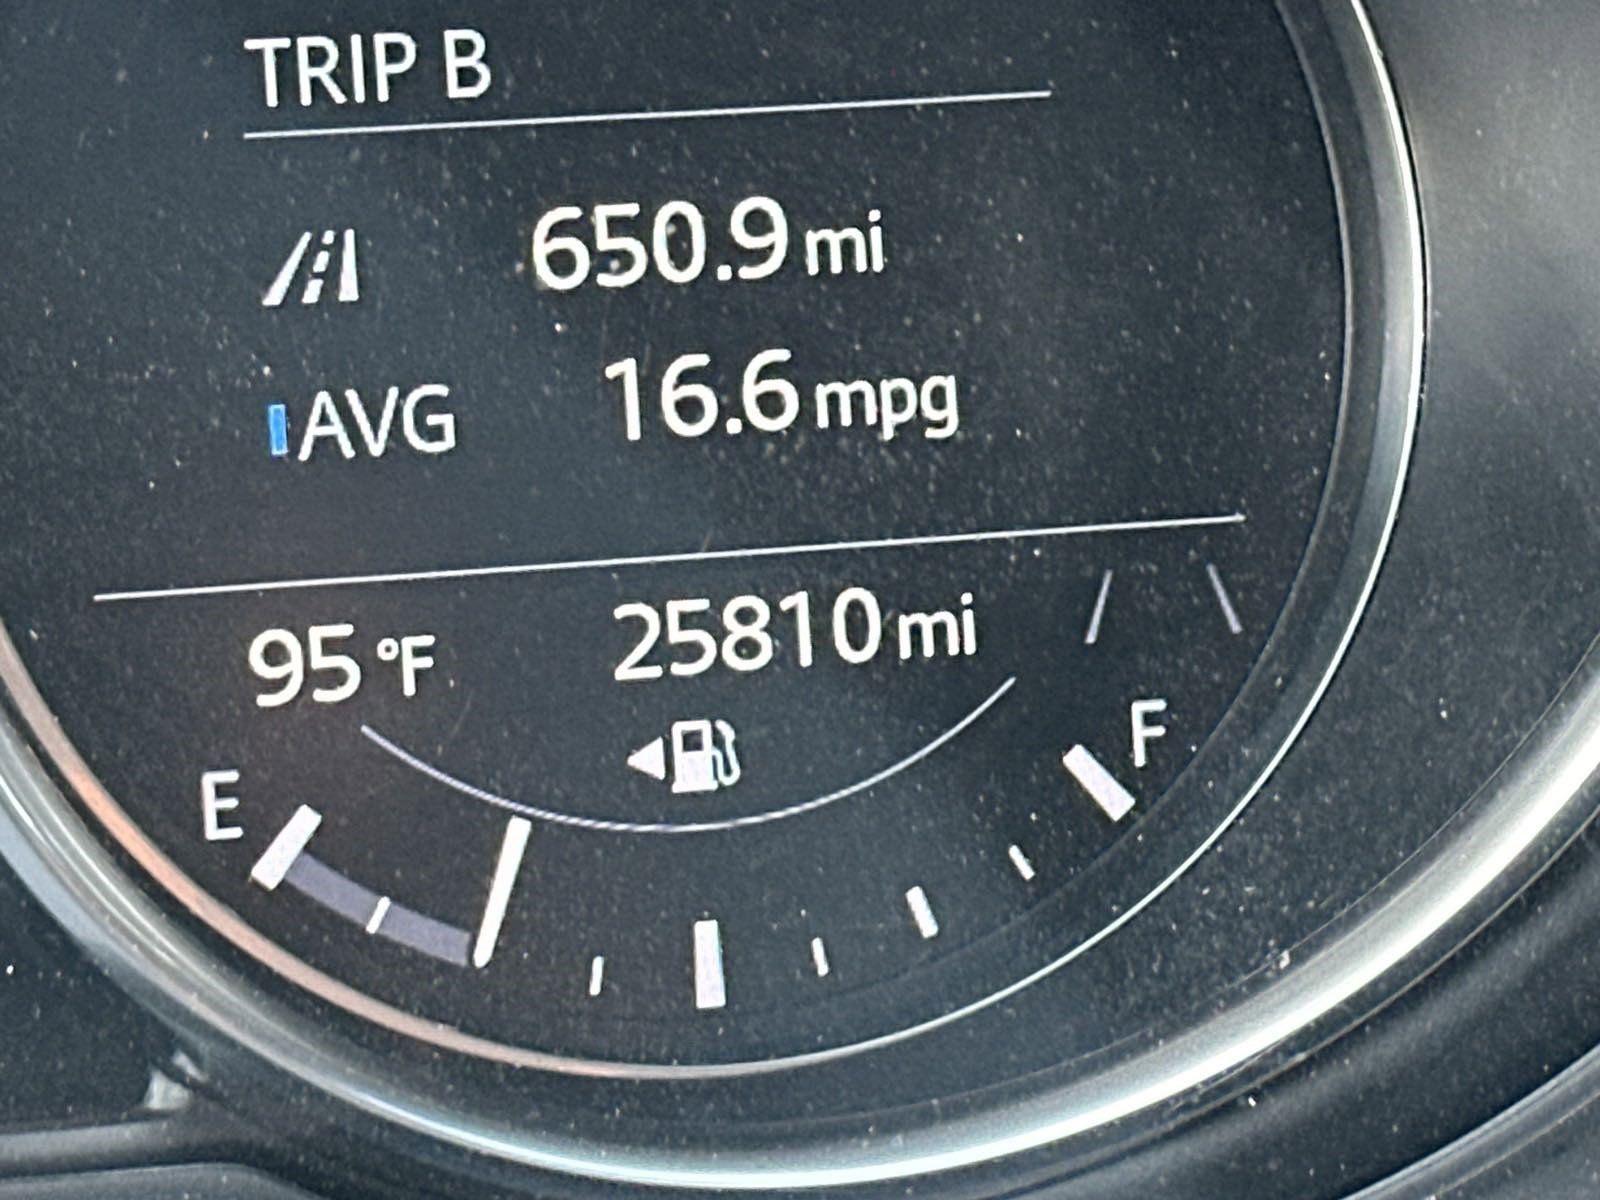 TRIP B
650.9 mi
AVG 16.6 mpg
95 °F 25810 mi
E F